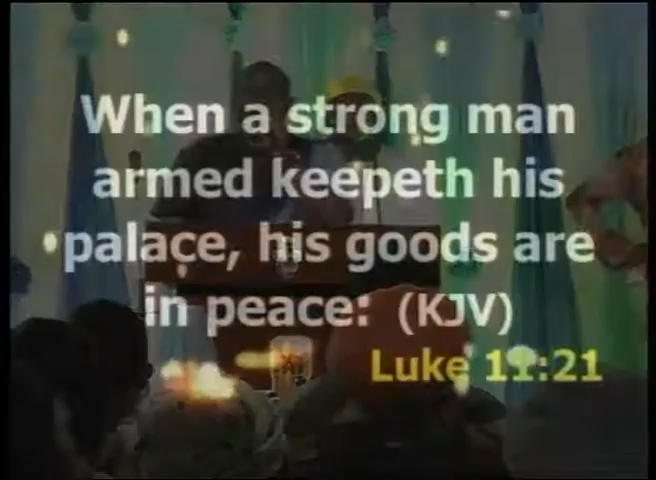 When a strong man
armed keepeth his
palace, his goods are
in peace: (KJV)
Luke 11:21